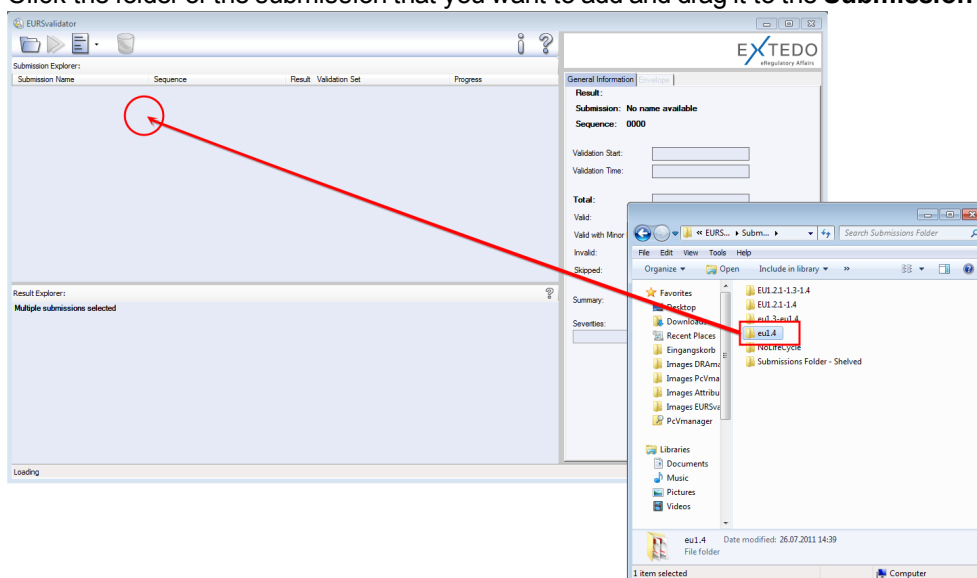 Click the folder of the submission that you want to add and drag it to the Submission
EURSvalidator
EXTEDO
eRegulatory Affairs
Submission Explorer:
Submission Name Sequence Result Validation Set Progress
General Information Envelope
Result:
Submission: No name available
Sequence: 0000
Validation Start:
Validation Time:
Total:
Valid:
Valid with Minor
Invalid:
Skipped:
Summary:
Severities:
Result Explorer:
Multiple submissions selected
Loading
« EURS... ▸ Subm... ▸
Search Submissions Folder
File Edit View Tools Help
Organize Open Include in library »
Favorites
Desktop
Downloads
Recent Places
Eingangskorb
Images DRAma
Images PcVma
Images Attribu
Images EURSva
PcVmanager
Libraries
Documents
Music
Pictures
Videos
EU1.2.1-1.3-1.4
EU1.2.1-1.4
eu1.3-eu1.4
eu1.4
NoLifeCycle
Submissions Folder - Shelved
eu1.4 Date modified: 26.07.2011 14:39
File folder
1 item selected Computer